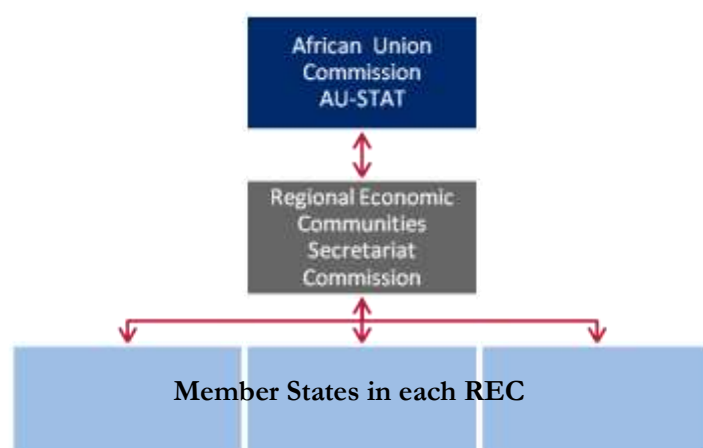 African Union
Commission
AU-STAT
Regional Economic
Communities
Secretariat
Commission
Member States in each REC